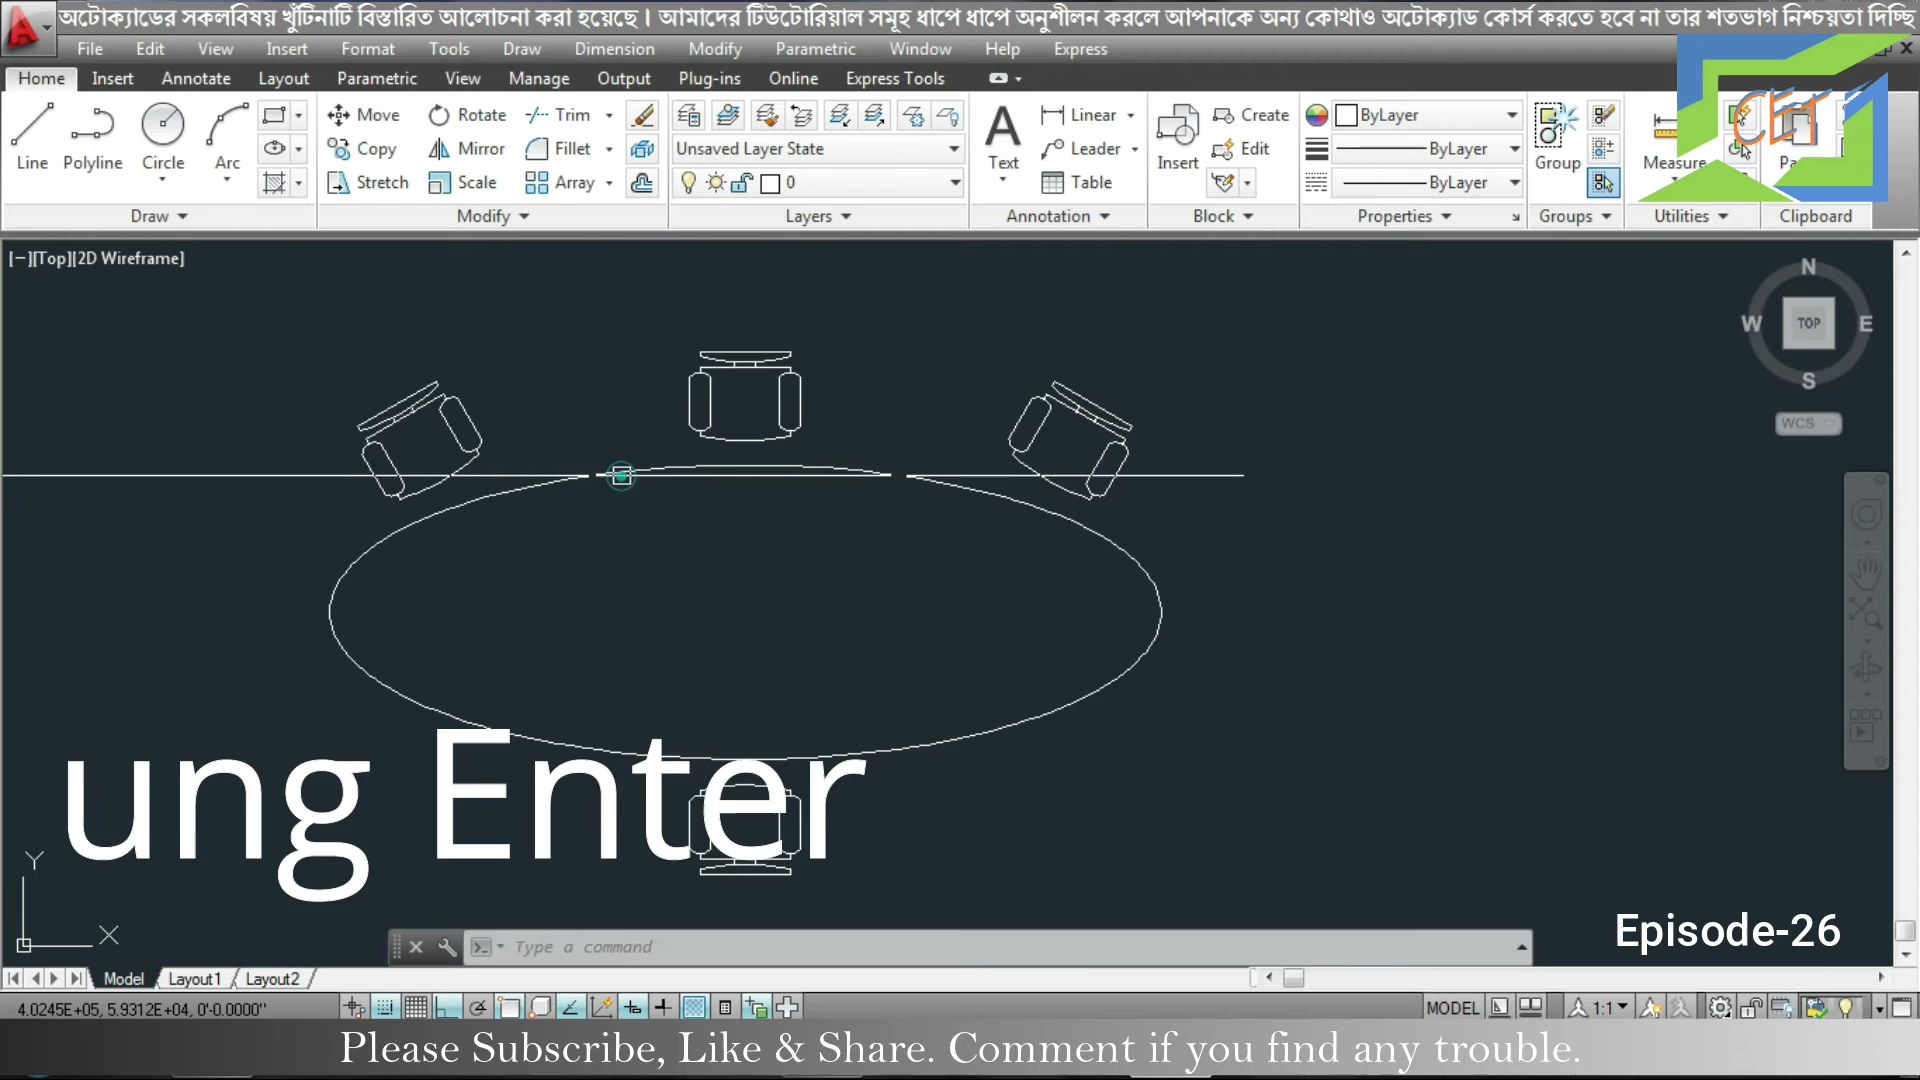 অটোক্যাডের সকলবিষয় খুঁটিনাটি বিস্তারিত আলোচনা করা হয়েছে। আমাদের টিউটোরিয়াল সমূহ ধাপে ধাপে অনুশীলন করলে আপনাকে অন্য কোথাও অটোক্যাড কোর্স করতে হবে না তার শতভাগ নিশ্চয়তা দিচ্ছি
File Edit View Insert Format Tools Draw Dimension Modify Parametric Window Help Express
Home Insert Annotate Layout Parametric View Manage Output Plug-ins Online Express Tools
Move Rotate Trim Linear Create ByLayer
Copy Mirror Fillet Unsaved Layer State Leader Edit ByLayer
Line Polyline Circle Arc Text Insert Group Measure
Stretch Scale Array 0 Table ByLayer
Draw Modify Layers Annotation Block Properties Groups Utilities Clipboard
CHT
[−][Top][2D Wireframe]
N
W TOP E
S
WCS
ung Enter
Y
X
Episode-26
Type a command
Model Layout1 Layout2
4.0245E+05, 5.9312E+04, 0'-0.0000" MODEL 1:1
Please Subscribe, Like & Share. Comment if you find any trouble.